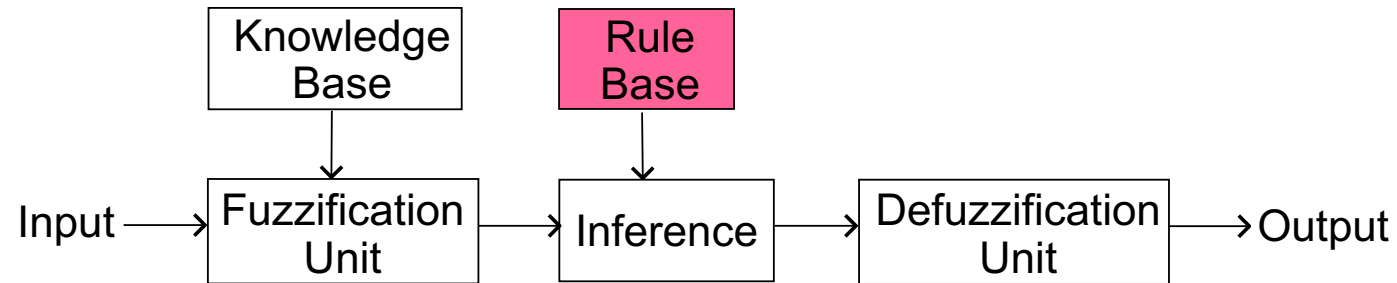 Knowledge
Base
Rule
Base
Input
Fuzzification
Unit
Inference
Defuzzification
Unit
Output